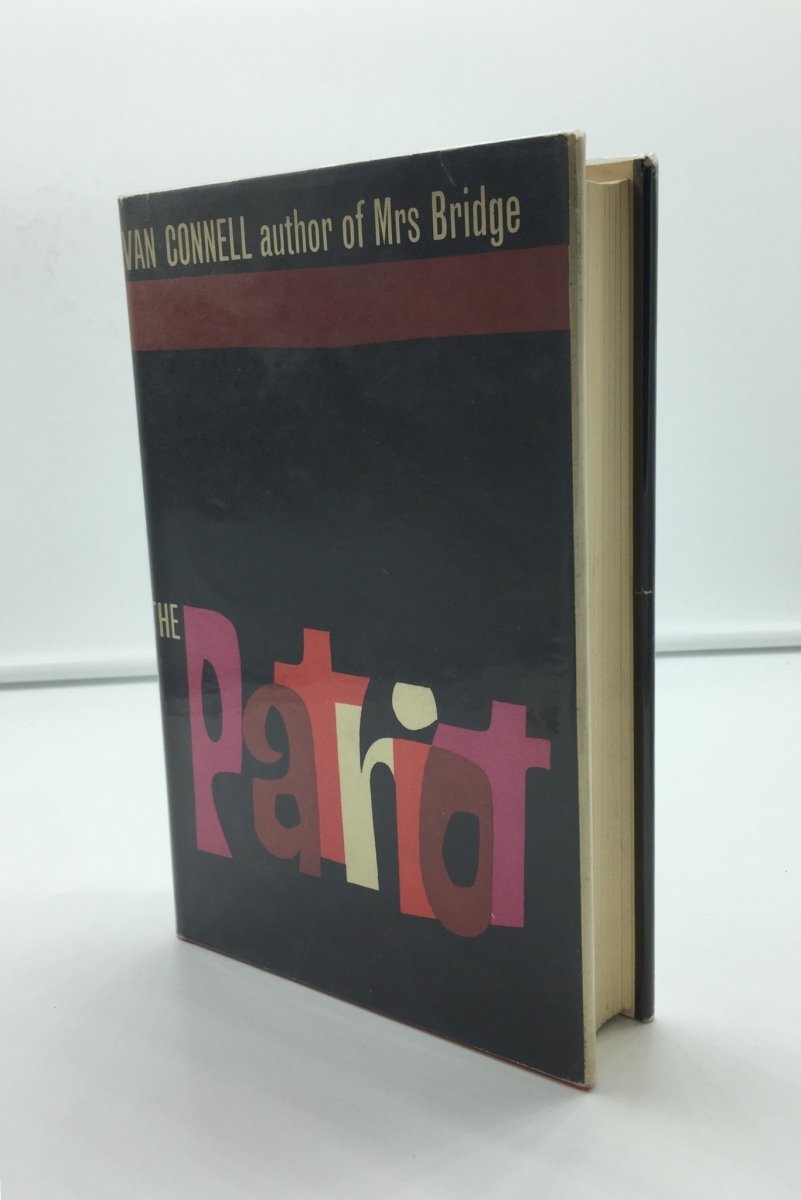 VAN CONNELL author of Mrs Bridge
THE
Patriot